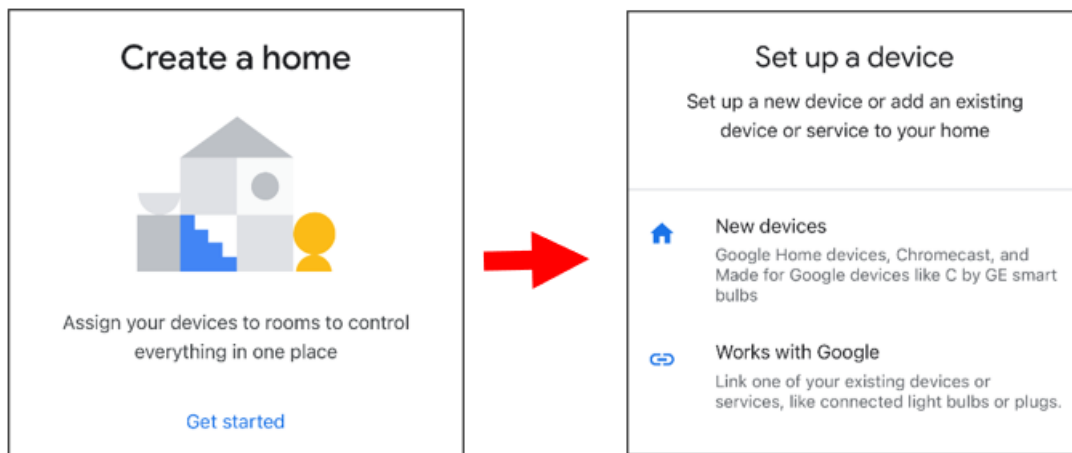 Create a home
Assign your devices to rooms to control
everything in one place
Get started
Set up a device
Set up a new device or add an existing
device or service to your home
New devices
Google Home devices, Chromecast, and
Made for Google devices like C by GE smart
bulbs
Works with Google
Link one of your existing devices or
services, like connected light bulbs or plugs.